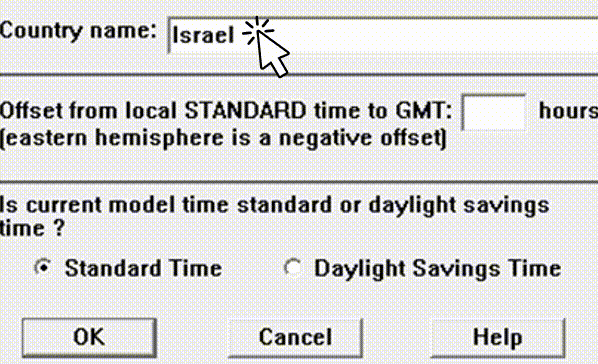 Country name: Israel
Offset from local STANDARD time to GMT: hours
(eastern hemisphere is a negative offset)
Is current model time standard or daylight savings
time ?
Standard Time Daylight Savings Time
OK Cancel Help